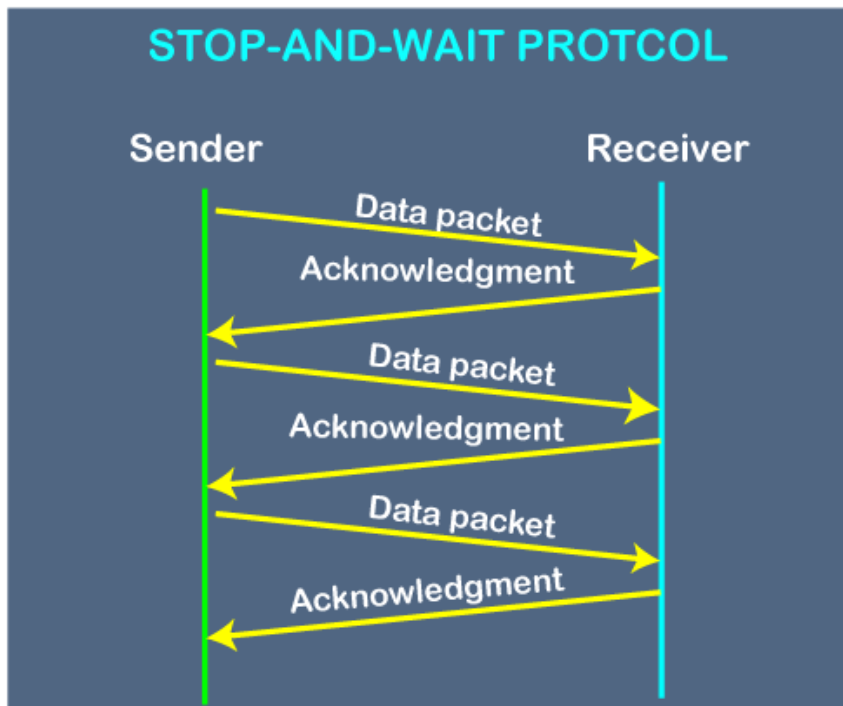 STOP-AND-WAIT PROTCOL
Sender
Receiver
Data packet
Acknowledgment
Data packet
Acknowledgment
Data packet
Acknowledgment